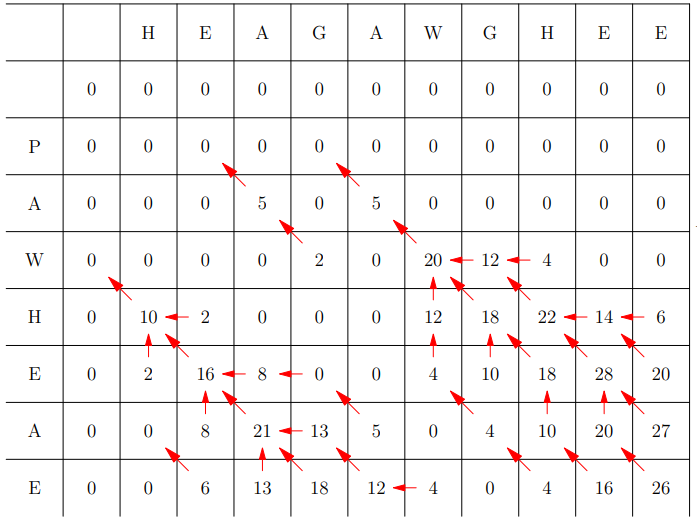 H E A G A W G H E E
0 0 0 0 0 0 0 0 0 0 0
P 0 0 0 0 0 0 0 0 0 0 0
A 0 0 0 5 0 5 0 0 0 0 0
W 0 0 0 0 2 0 20 12 4 0 0
H 0 10 2 0 0 0 12 18 22 14 6
E 0 2 16 8 0 0 4 10 18 28 20
A 0 0 8 21 13 5 0 4 10 20 27
E 0 0 6 13 18 12 4 0 4 16 26